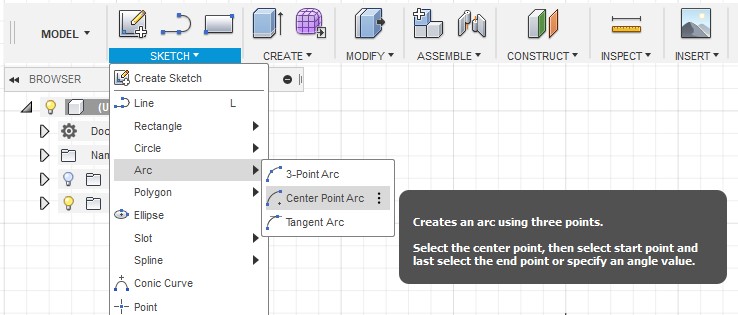 MODEL
SKETCH
CREATE
MODIFY
ASSEMBLE
CONSTRUCT
INSPECT
INSERT
BROWSER
Create Sketch
(U
Line L
Doc
Rectangle
Nan
Circle
Arc
3-Point Arc
Polygon
Center Point Arc
Ellipse
Tangent Arc
Slot
Spline
Conic Curve
Point
Creates an arc using three points.
Select the center point, then select start point and
last select the end point or specify an angle value.